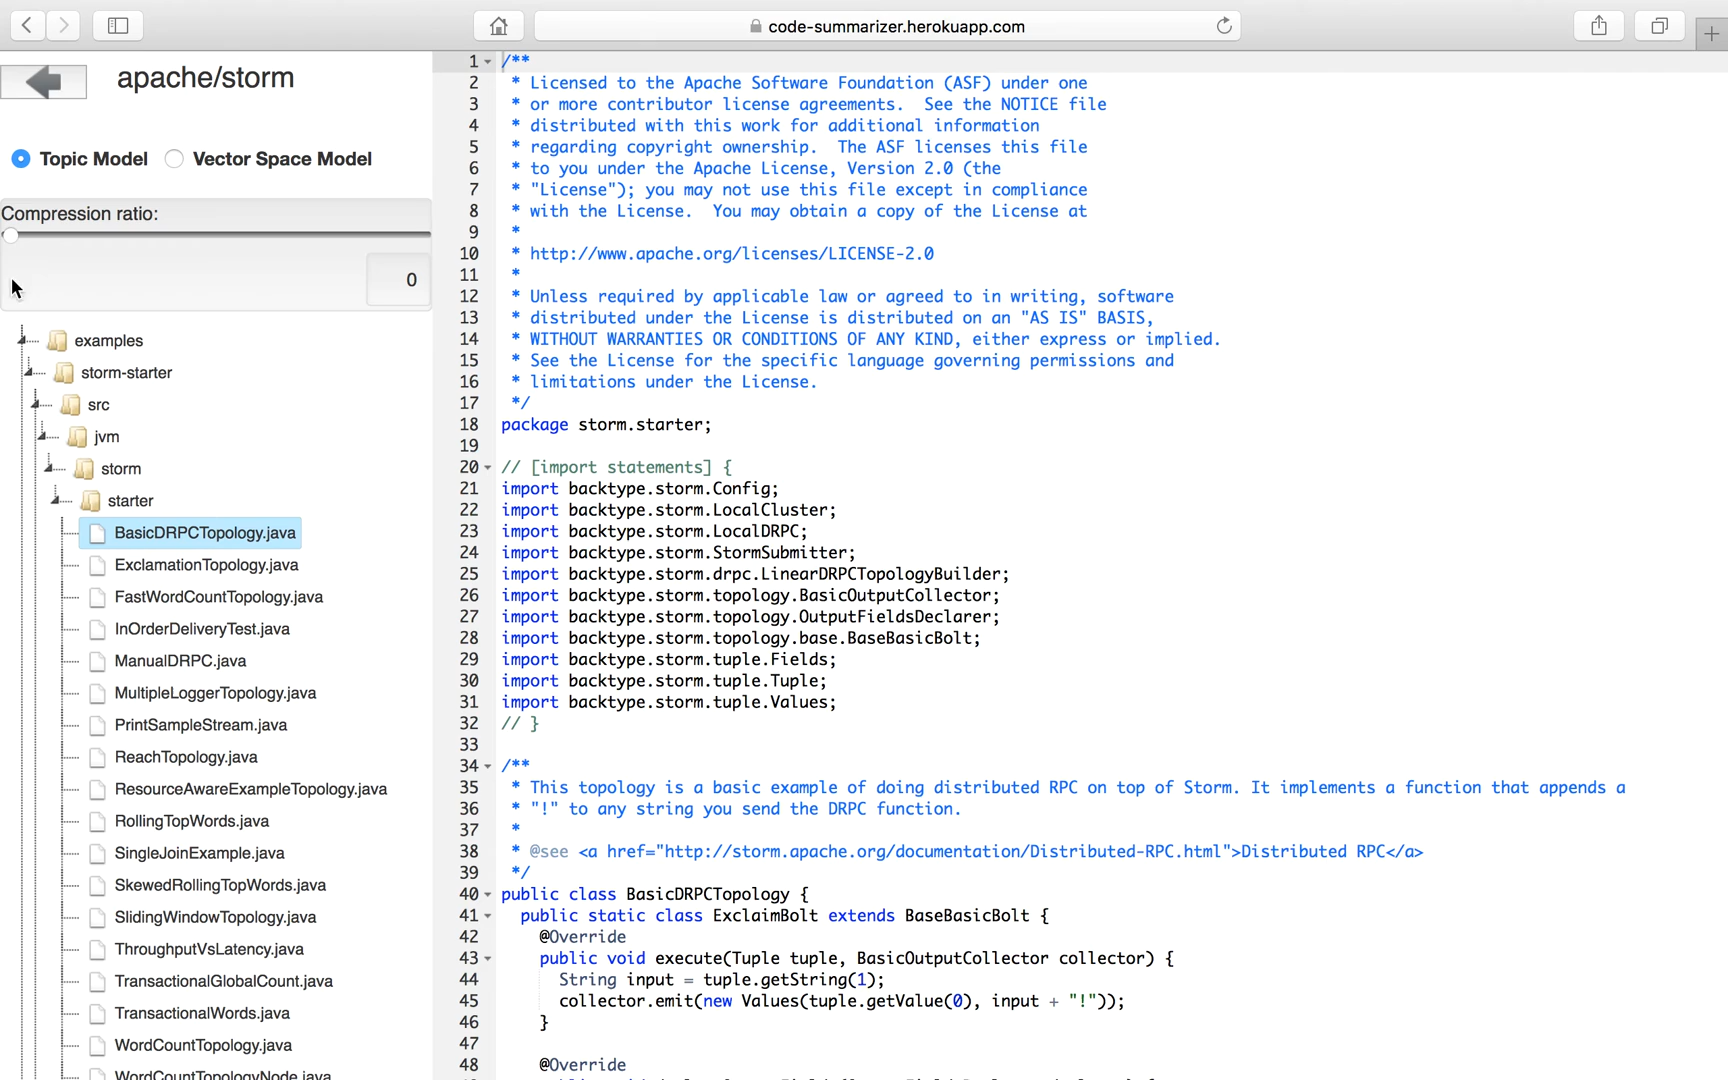 code-summarizer.herokuapp.com
apache/storm
Topic Model
Vector Space Model
Compression ratio:
0
examples
storm-starter
src
jvm
storm
starter
BasicDRPCTopology.java
ExclamationTopology.java
FastWordCountTopology.java
InOrderDeliveryTest.java
ManualDRPC.java
MultipleLoggerTopology.java
PrintSampleStream.java
ReachTopology.java
ResourceAwareExampleTopology.java
RollingTopWords.java
SingleJoinExample.java
SkewedRollingTopWords.java
SlidingWindowTopology.java
ThroughputVsLatency.java
TransactionalGlobalCount.java
TransactionalWords.java
WordCountTopology.java
WordCountTopologyNode.java
1 /**
2  * Licensed to the Apache Software Foundation (ASF) under one
3  * or more contributor license agreements.  See the NOTICE file
4  * distributed with this work for additional information
5  * regarding copyright ownership.  The ASF licenses this file
6  * to you under the Apache License, Version 2.0 (the
7  * "License"); you may not use this file except in compliance
8  * with the License.  You may obtain a copy of the License at
9  *
10  * http://www.apache.org/licenses/LICENSE-2.0
11  *
12  * Unless required by applicable law or agreed to in writing, software
13  * distributed under the License is distributed on an "AS IS" BASIS,
14  * WITHOUT WARRANTIES OR CONDITIONS OF ANY KIND, either express or implied.
15  * See the License for the specific language governing permissions and
16  * limitations under the License.
17  */
18 package storm.starter;
19
20 // [import statements] {
21 import backtype.storm.Config;
22 import backtype.storm.LocalCluster;
23 import backtype.storm.LocalDRPC;
24 import backtype.storm.StormSubmitter;
25 import backtype.storm.drpc.LinearDRPCTopologyBuilder;
26 import backtype.storm.topology.BasicOutputCollector;
27 import backtype.storm.topology.OutputFieldsDeclarer;
28 import backtype.storm.topology.base.BaseBasicBolt;
29 import backtype.storm.tuple.Fields;
30 import backtype.storm.tuple.Tuple;
31 import backtype.storm.tuple.Values;
32 // }
33
34 /**
35  * This topology is a basic example of doing distributed RPC on top of Storm. It implements a function that appends a
36  * "!" to any string you send the DRPC function.
37  *
38  * @see <a href="http://storm.apache.org/documentation/Distributed-RPC.html">Distributed RPC</a>
39  */
40 public class BasicDRPCTopology {
41   public static class ExclaimBolt extends BaseBasicBolt {
42     @Override
43     public void execute(Tuple tuple, BasicOutputCollector collector) {
44       String input = tuple.getString(1);
45       collector.emit(new Values(tuple.getValue(0), input + "!"));
46     }
47
48     @Override